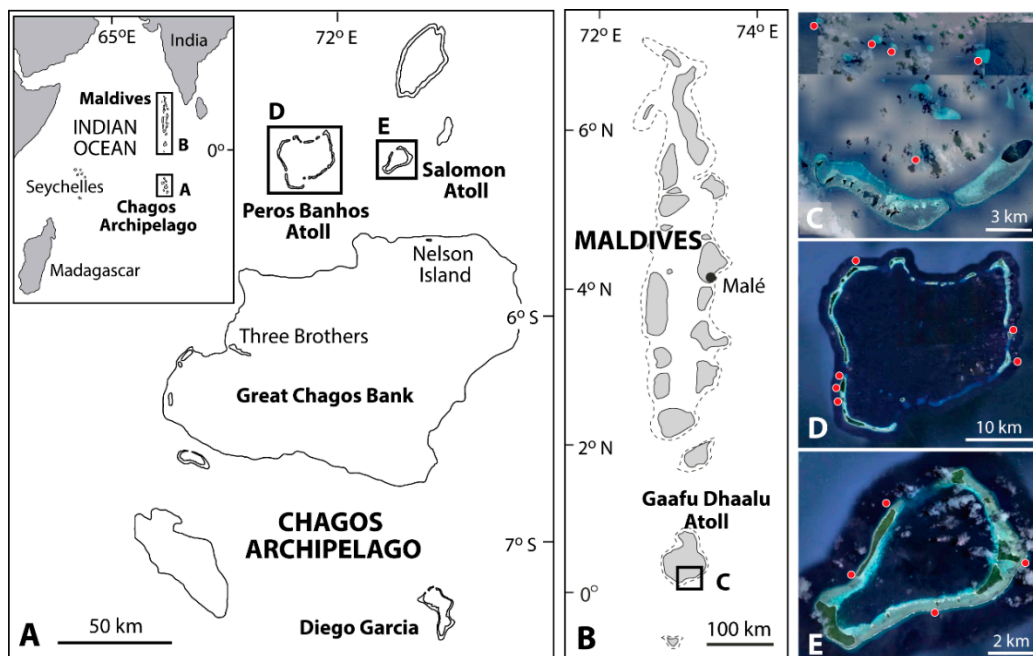 65°E
India
Maldives
INDIAN
OCEAN
B
0°
Seychelles
A
Chagos
Archipelago
Madagascar
72°E
D
E
Salomon
Atoll
Peros Banhos
Atoll
Nelson
Island
6° S
Three Brothers
Great Chagos Bank
CHAGOS
ARCHIPELAGO
7° S
Diego Garcia
A
50 km
72° E
74° E
6° N
MALDIVES
Malé
4° N
2° N
Gaafu Dhaalu
Atoll
C
0°
B
100 km
C
3 km
D
10 km
E
2 km